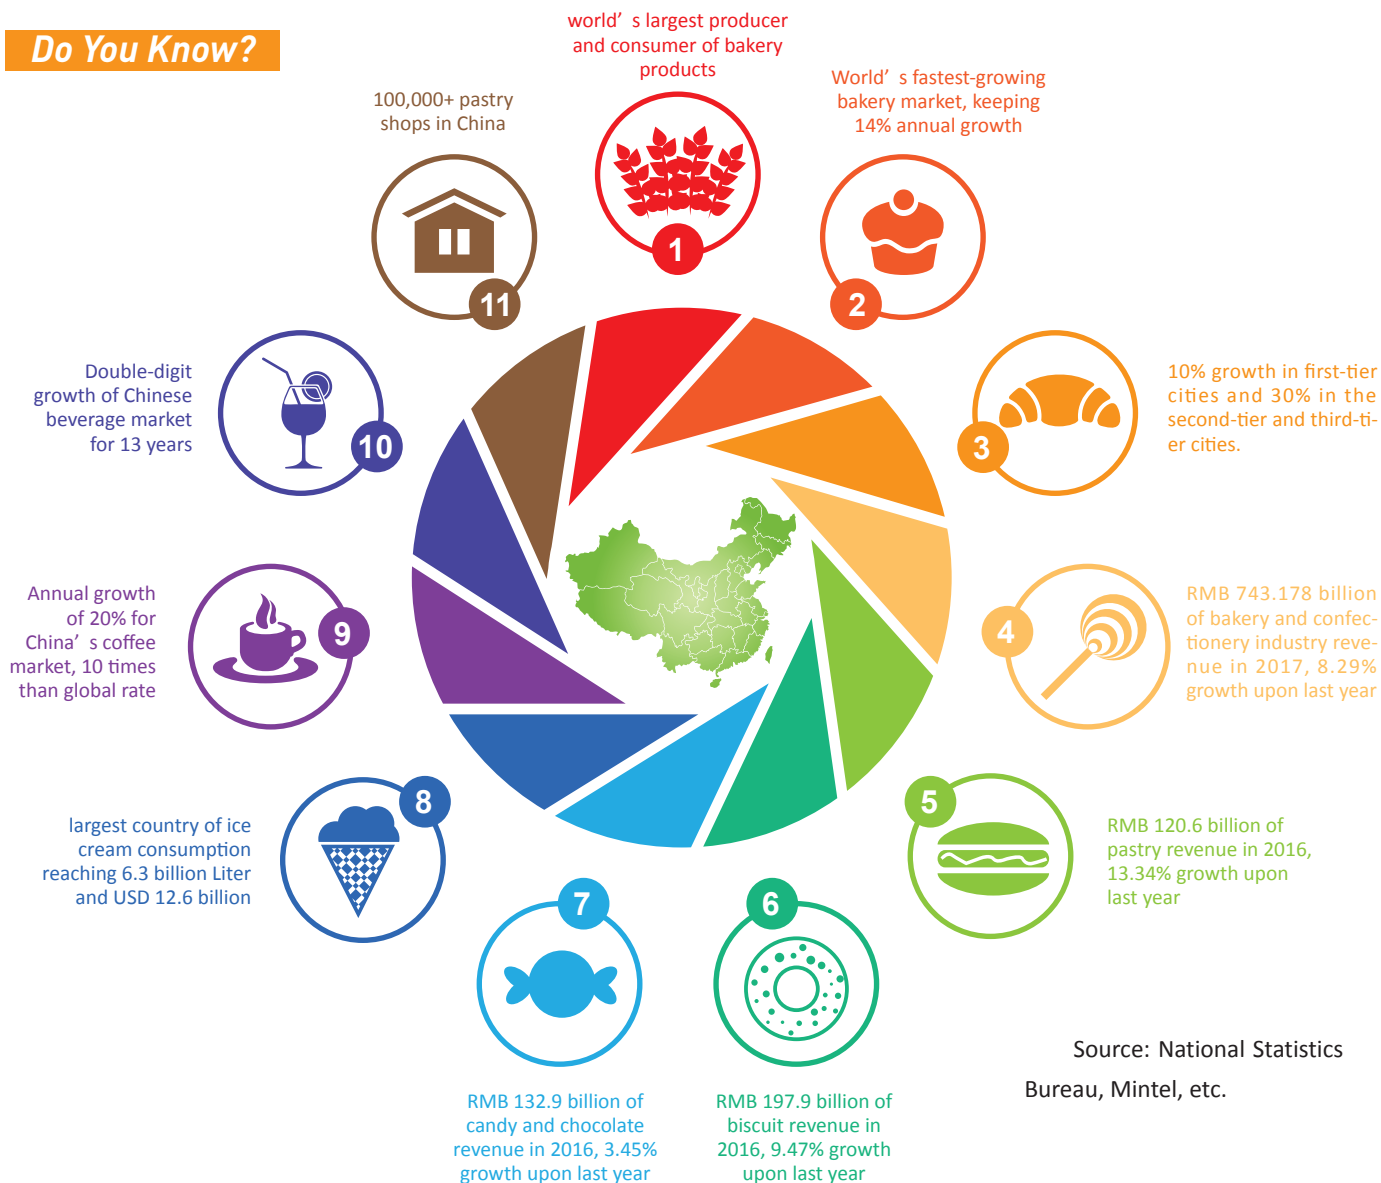 Do You Know?
world’ s largest producer
and consumer of bakery
products
1
World’ s fastest-growing
bakery market, keeping
14% annual growth
2
10% growth in first-tier
cities and 30% in the
second-tier and third-ti-
er cities.
3
RMB 743.178 billion
of bakery and confec-
tionery industry reve-
nue in 2017, 8.29%
growth upon last year
4
RMB 120.6 billion of
pastry revenue in 2016,
13.34% growth upon
last year
5
RMB 197.9 billion of
biscuit revenue in
2016, 9.47% growth
upon last year
6
RMB 132.9 billion of
candy and chocolate
revenue in 2016, 3.45%
growth upon last year
7
largest country of ice
cream consumption
reaching 6.3 billion Liter
and USD 12.6 billion
8
Annual growth
of 20% for
China’ s coffee
market, 10 times
than global rate
9
Double-digit
growth of Chinese
beverage market
for 13 years
10
100,000+ pastry
shops in China
11
Source: National Statistics
Bureau, Mintel, etc.